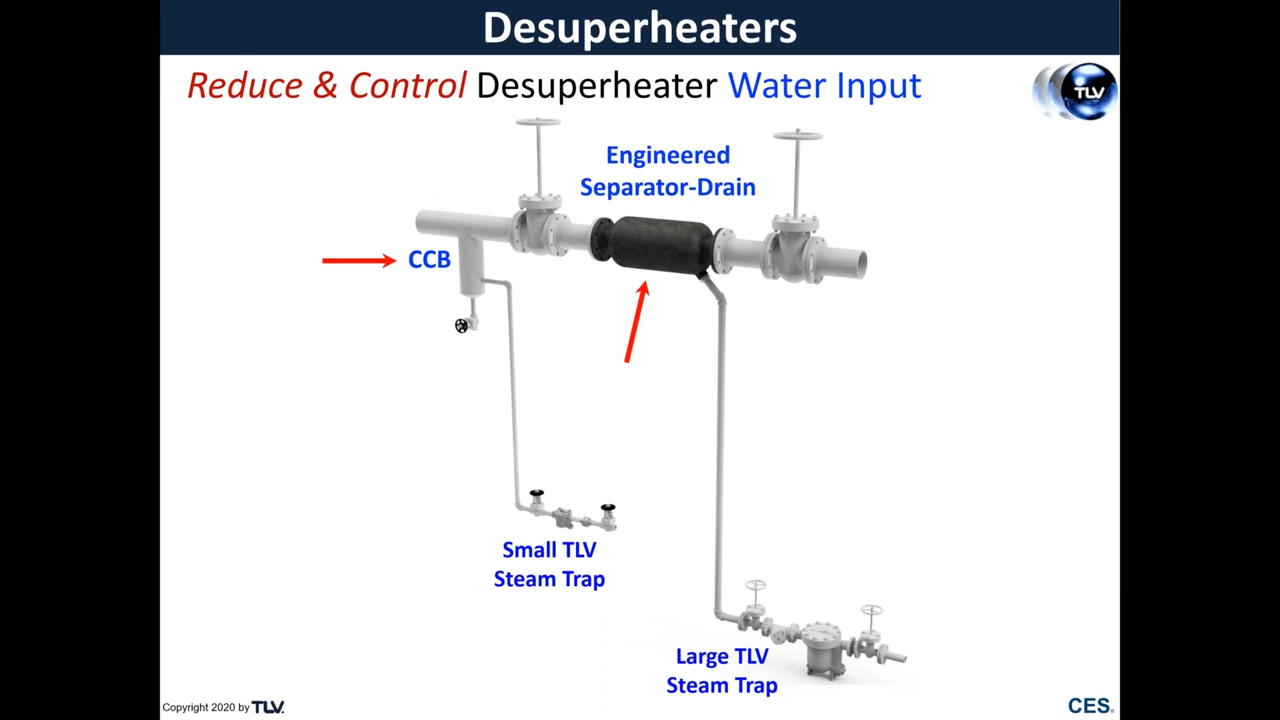 Desuperheaters
Reduce & Control Desuperheater Water Input
TLV
Engineered
Separator-Drain
CCB
Small TLV
Steam Trap
Large TLV
Steam Trap
Copyright 2020 by TLV.
CES®